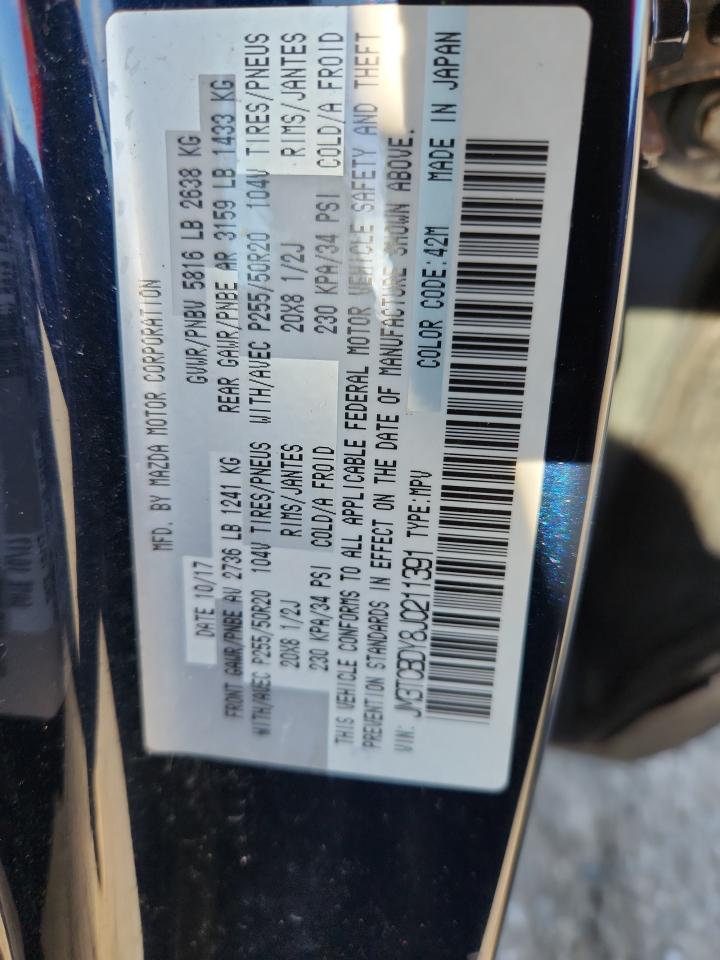 MFD. BY MAZDA MOTOR CORPORATION
DATE 10/17 GVWR/PNBV 5816 LB 2638 KG
FRONT GAWR/PNBE AV 2736 LB 1241 KG REAR GAWR/PNBE AR 3159 LB 1433 KG
WITH/AVEC P255/50R20 104V TIRES/PNEUS WITH/AVEC P255/50R20 104V TIRES/PNEUS
20X8 1/2J RIMS/JANTES 20X8 1/2J RIMS/JANTES
230 KPA/34 PSI COLD/A FROID 230 KPA/34 PSI COLD/A FROID
THIS VEHICLE CONFORMS TO ALL APPLICABLE FEDERAL MOTOR VEHICLE SAFETY AND THEFT
PREVENTION STANDARDS IN EFFECT ON THE DATE OF MANUFACTURE SHOWN ABOVE.
VIN: JM3TCBDY8J0211391 TYPE:MPV COLOR CODE:42M MADE IN JAPAN